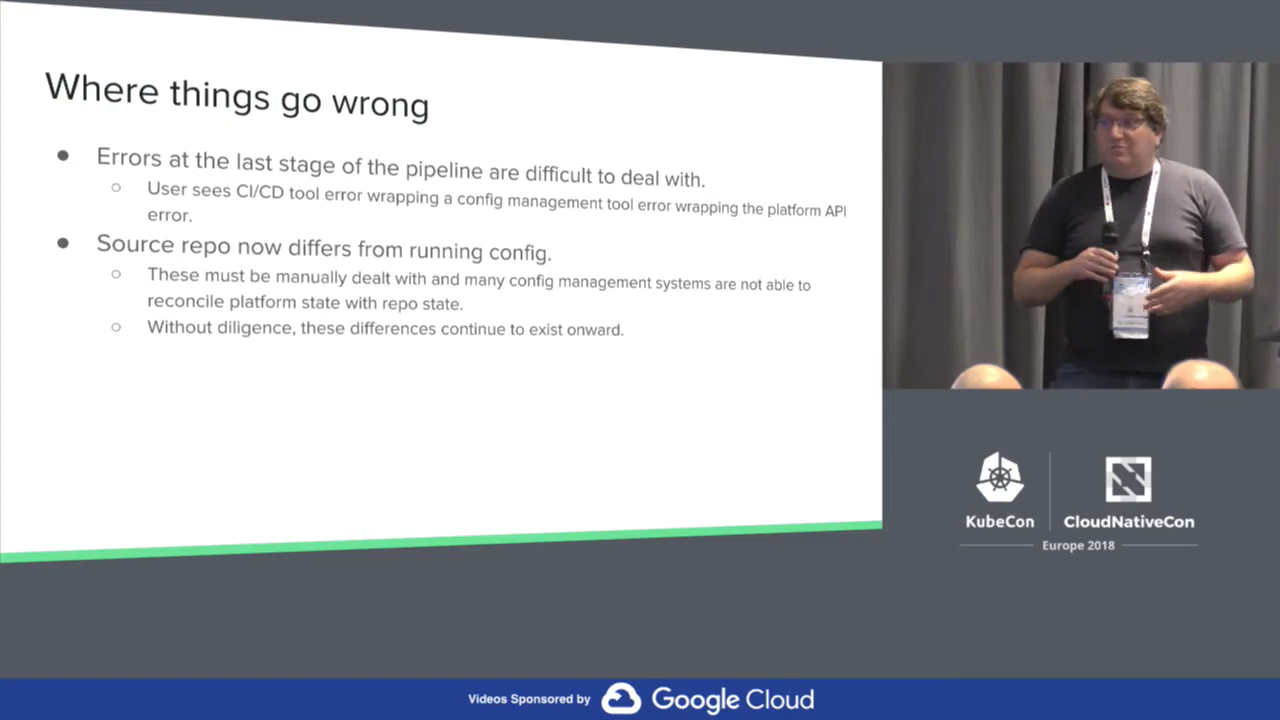 Where things go wrong
Errors at the last stage of the pipeline are difficult to deal with.
User sees CI/CD tool error wrapping a config management tool error wrapping the platform API
error.
Source repo now differs from running config.
These must be manually dealt with and many config management systems are not able to
reconcile platform state with repo state.
Without diligence, these differences continue to exist onward.
KubeCon
CloudNativeCon
Europe 2018
Videos Sponsored by Google Cloud